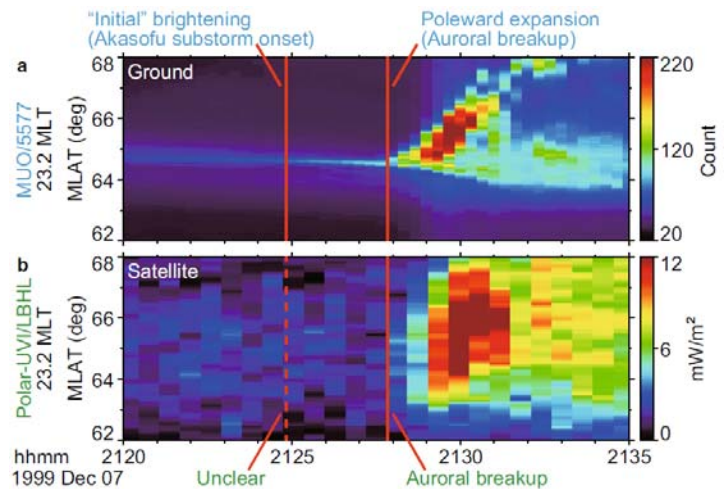 “Initial” brightening
(Akasofu substorm onset)
Poleward expansion
(Auroral breakup)
a
Ground
MUO/5577
23.2 MLT
MLAT (deg)
68
66
64
62
220
120
20
Count
b
Satellite
Polar-UVI/LBHL
23.2 MLT
MLAT (deg)
68
66
64
62
12
6
0
mW/m²
hhmm
2120
2125
2130
2135
1999 Dec 07
Unclear
Auroral breakup